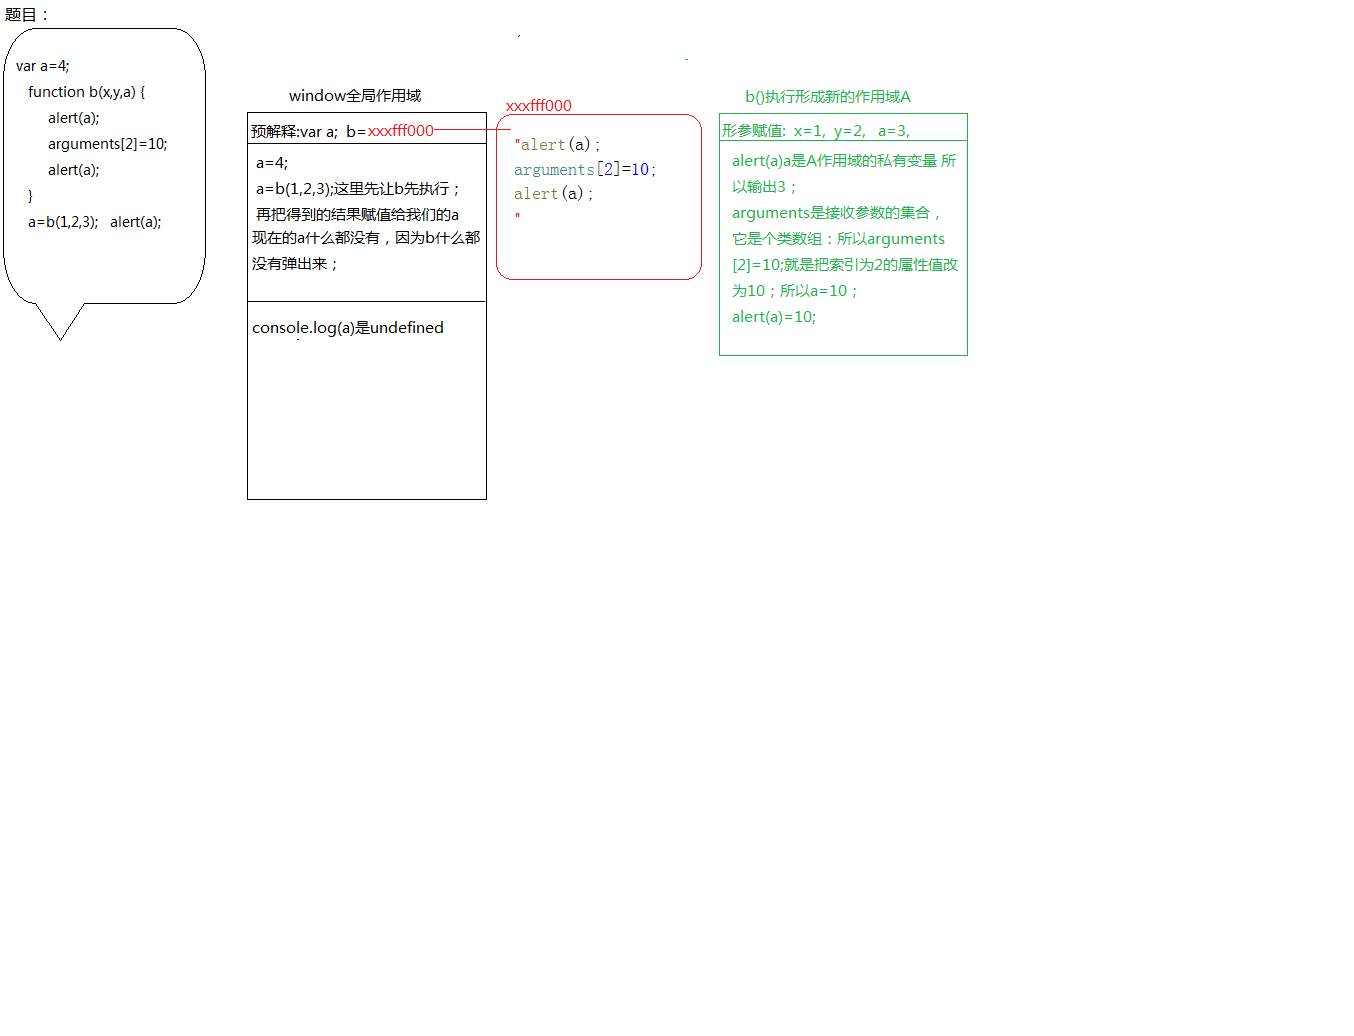 题目：
var a=4;
function b(x,y,a) {
alert(a);
arguments[2]=10;
alert(a);
}
a=b(1,2,3);   alert(a);
window全局作用域
预解释:var a;  b=xxxfff000
a=4;
a=b(1,2,3);这里先让b先执行；
再把得到的结果赋值给我们的a
现在的a什么都没有，因为b什么都
没有弹出来；
console.log(a)是undefined
xxxfff000
"alert(a);
arguments[2]=10;
alert(a);
"
b()执行形成新的作用域A
形参赋值:  x=1,  y=2,   a=3,
alert(a)a是A作用域的私有变量 所
以输出3；
arguments是接收参数的集合，
它是个类数组：所以arguments
[2]=10;就是把索引为2的属性值改
为10；所以a=10；
alert(a)=10;